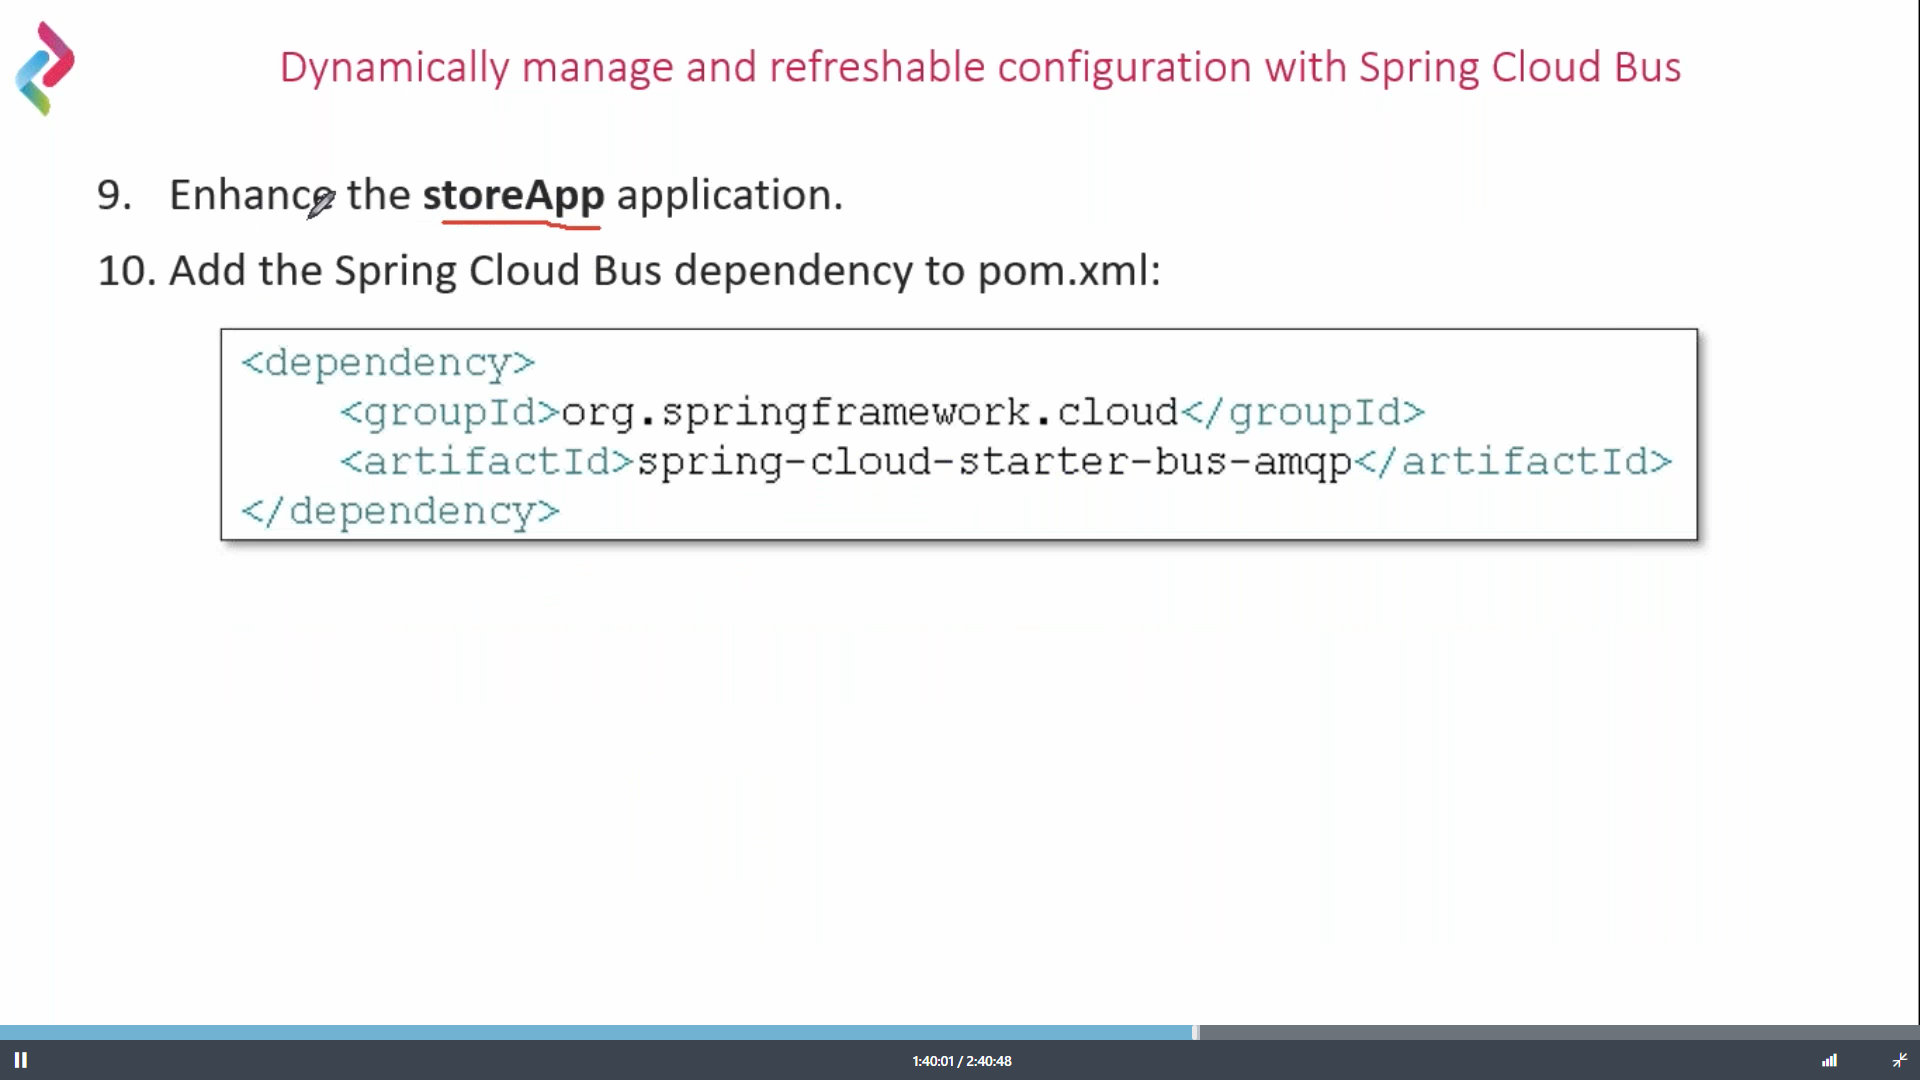 Dynamically manage and refreshable configuration with Spring Cloud Bus
9. Enhance the storeApp application.
10. Add the Spring Cloud Bus dependency to pom.xml:
<dependency>
    <groupId>org.springframework.cloud</groupId>
    <artifactId>spring-cloud-starter-bus-amqp</artifactId>
</dependency>
1:40:01 / 2:40:48